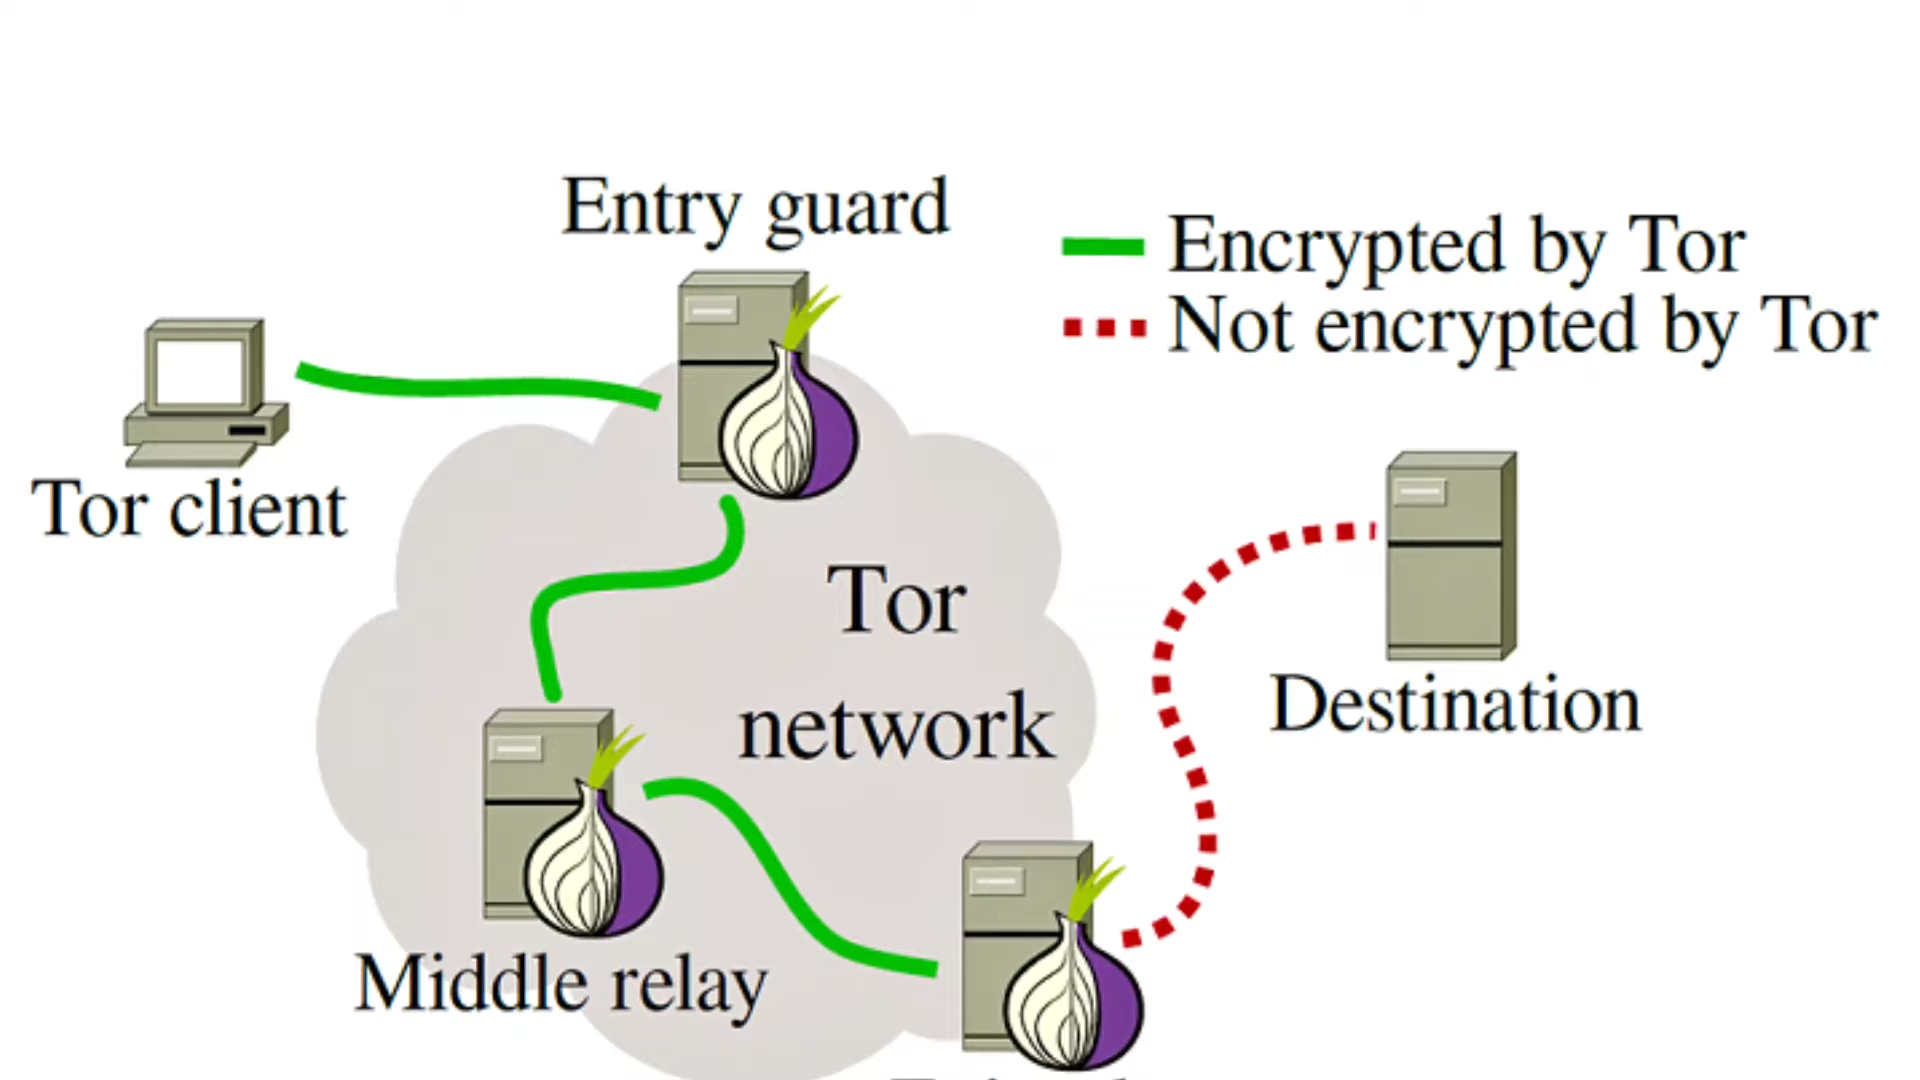 Entry guard
Encrypted by Tor
Not encrypted by Tor
Tor client
Tor
network
Destination
Middle relay